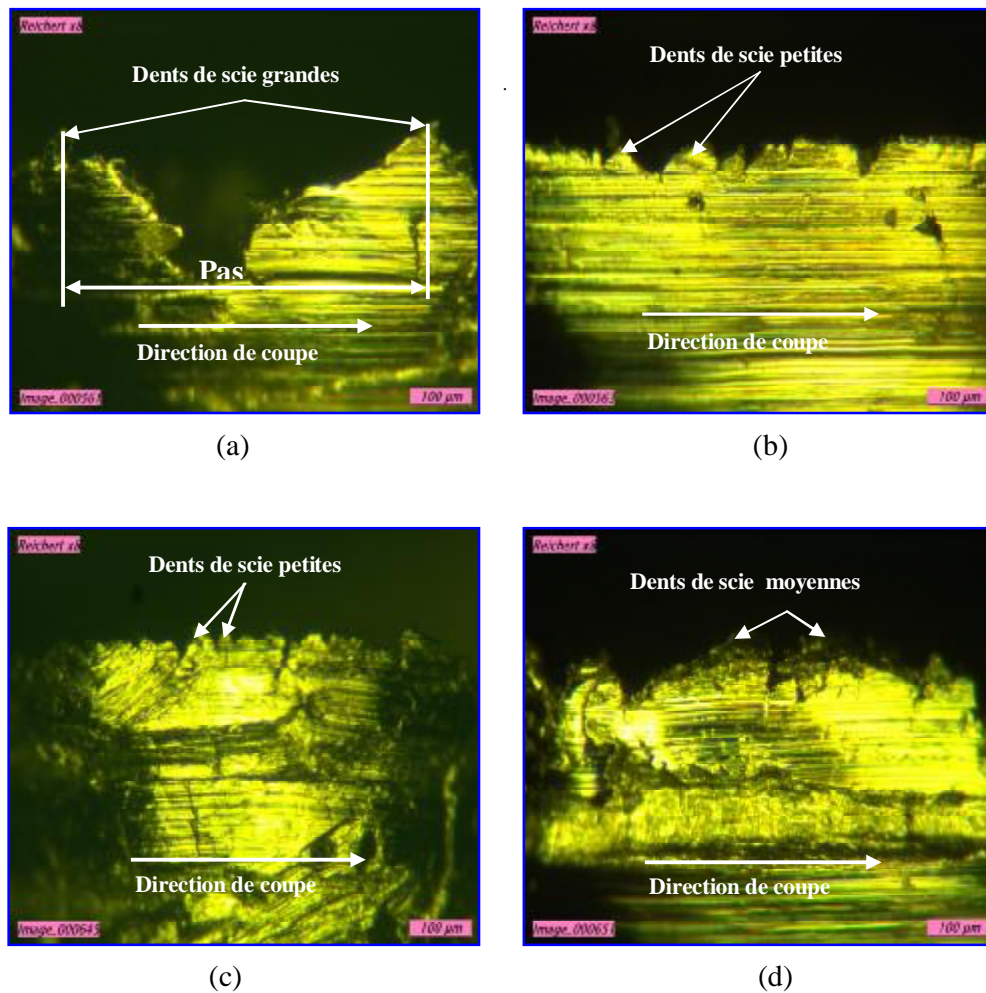 Reichert x8
Dents de scie grandes
Pas
Direction de coupe
Image_000561
100 µm
(a)
Reichert x8
Dents de scie petites
Direction de coupe
100 µm
(b)
Reichert x8
Dents de scie petites
Direction de coupe
Image_000645
100 µm
(c)
Reichert x8
Dents de scie moyennes
Direction de coupe
Image_000651
100 µm
(d)